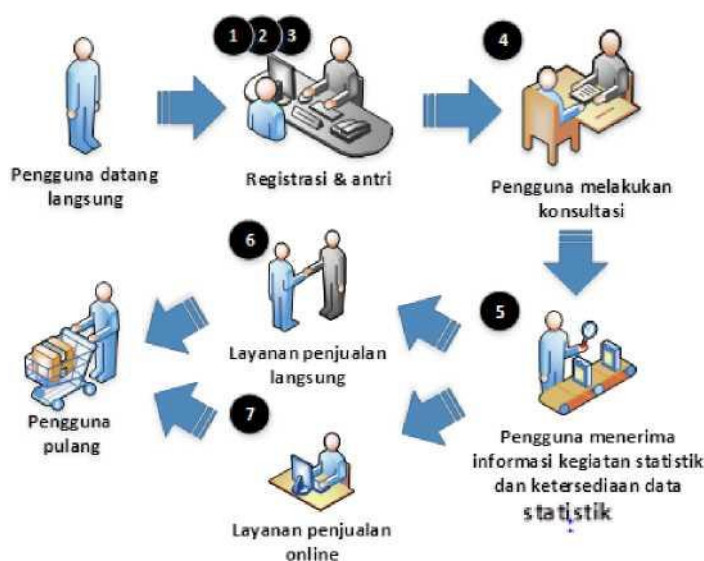 1 2 3
4
Pengguna datang
langsung
Registrasi & antri
Pengguna melakukan
konsultasi
6
5
Layanan penjualan
langsung
Pengguna
pulang
7
Pengguna menerima
informasi kegiatan statistik
dan ketersediaan data
statistik
Layanan penjualan
online